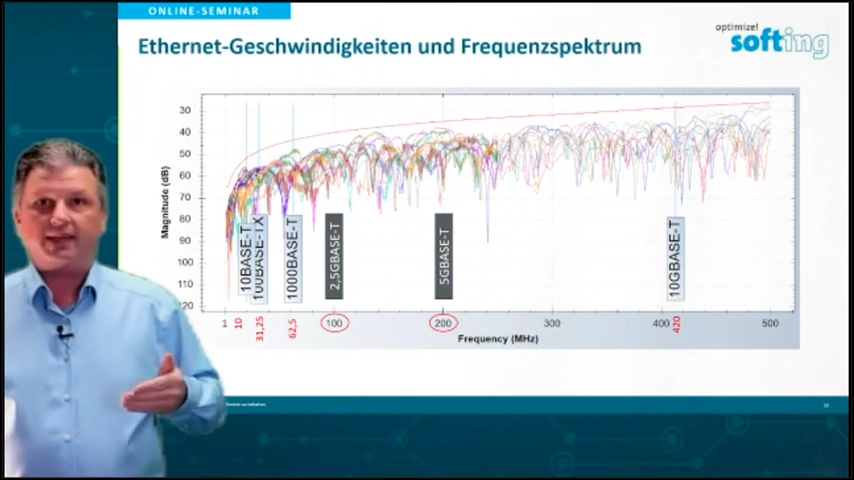 ONLINE-SEMINAR
Ethernet-Geschwindigkeiten und Frequenzspektrum
optimize!
softing
Magnitude (dB)
30
40
50
60
70
80
90
100
110
120
10BASE-T
100BASE-TX
1000BASE-T
2,5GBASE-T
5GBASE-T
10GBASE-T
1
10
31,25
62,5
100
200
300
400
420
500
Frequency (MHz)